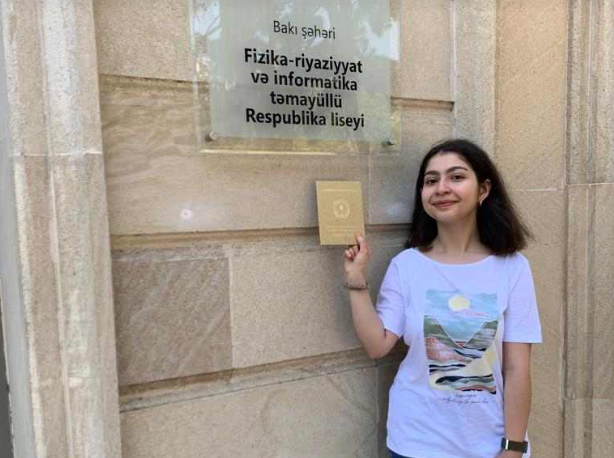 Bakı şəhəri
Fizika-riyaziyyat
və informatika
təmayüllü
Respublika liseyi